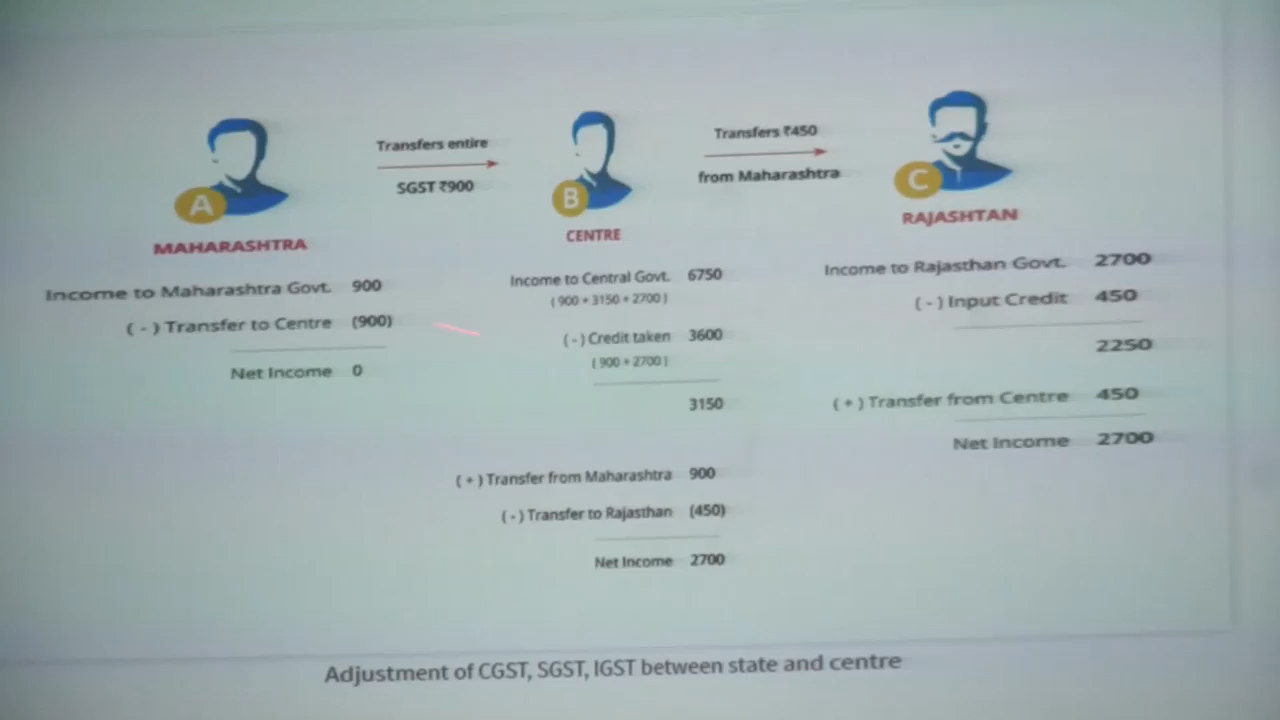 Transfers entire
SGST ₹900
Transfers ₹450
from Maharashtra
A
MAHARASHTRA
Income to Maharashtra Govt. 900
( - ) Transfer to Centre (900)
Net Income 0
B
CENTRE
Income to Central Govt. 6750
( 900 + 3150 + 2700 )
( - ) Credit taken 3600
( 900 + 2700 )
3150
( + ) Transfer from Maharashtra 900
( - ) Transfer to Rajasthan (450)
Net Income 2700
C
RAJASHTAN
Income to Rajasthan Govt. 2700
( - ) Input Credit 450
2250
( + ) Transfer from Centre 450
Net Income 2700
Adjustment of CGST, SGST, IGST between state and centre